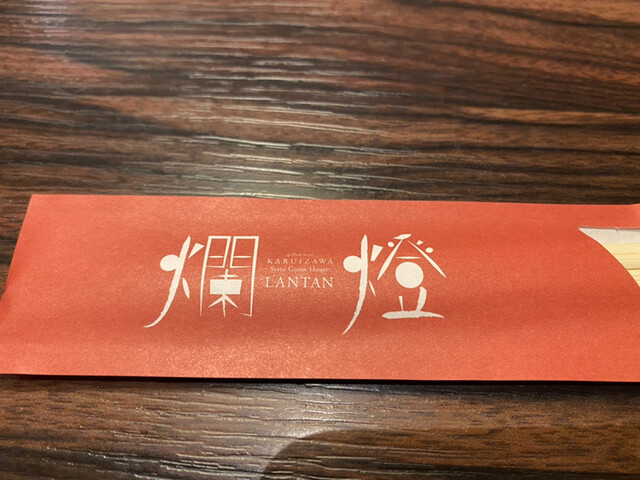 爛燈
KARUIZAWA
State Guest House
LANTAN